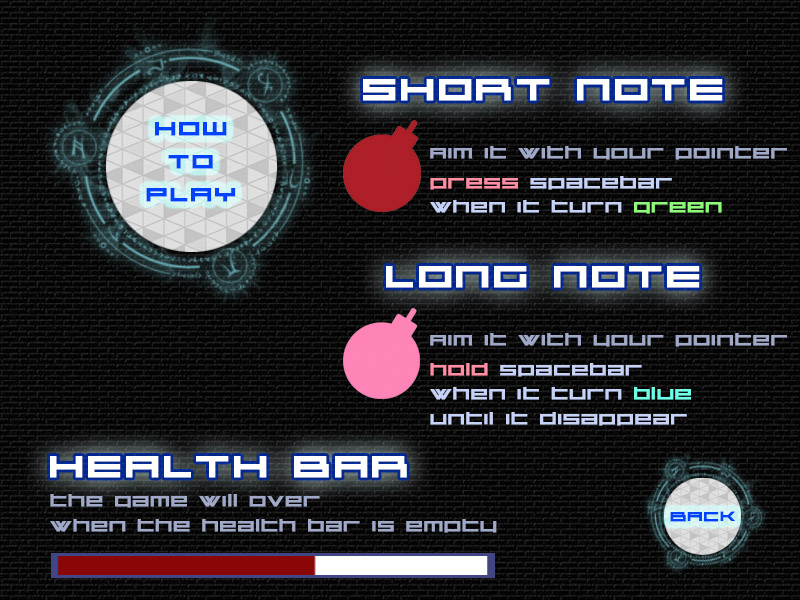 HOW
TO
PLAY
SHORT NOTE
Aim it with your pointer
press spacebar
when it turn green
LONG NOTE
Aim it with your pointer
hold spacebar
when it turn blue
until it disappear
HEALTH BAR
the game will over
when the health bar is empty
BACK